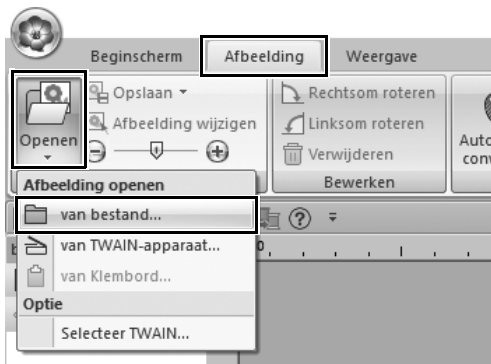 Beginscherm Afbeelding Weergave
Openen
Opslaan
Afbeelding wijzigen
Rechtsom roteren
Linksom roteren
Verwijderen
Bewerken
Afbeelding openen
van bestand...
van TWAIN-apparaat...
van Klembord...
Optie
Selecteer TWAIN...